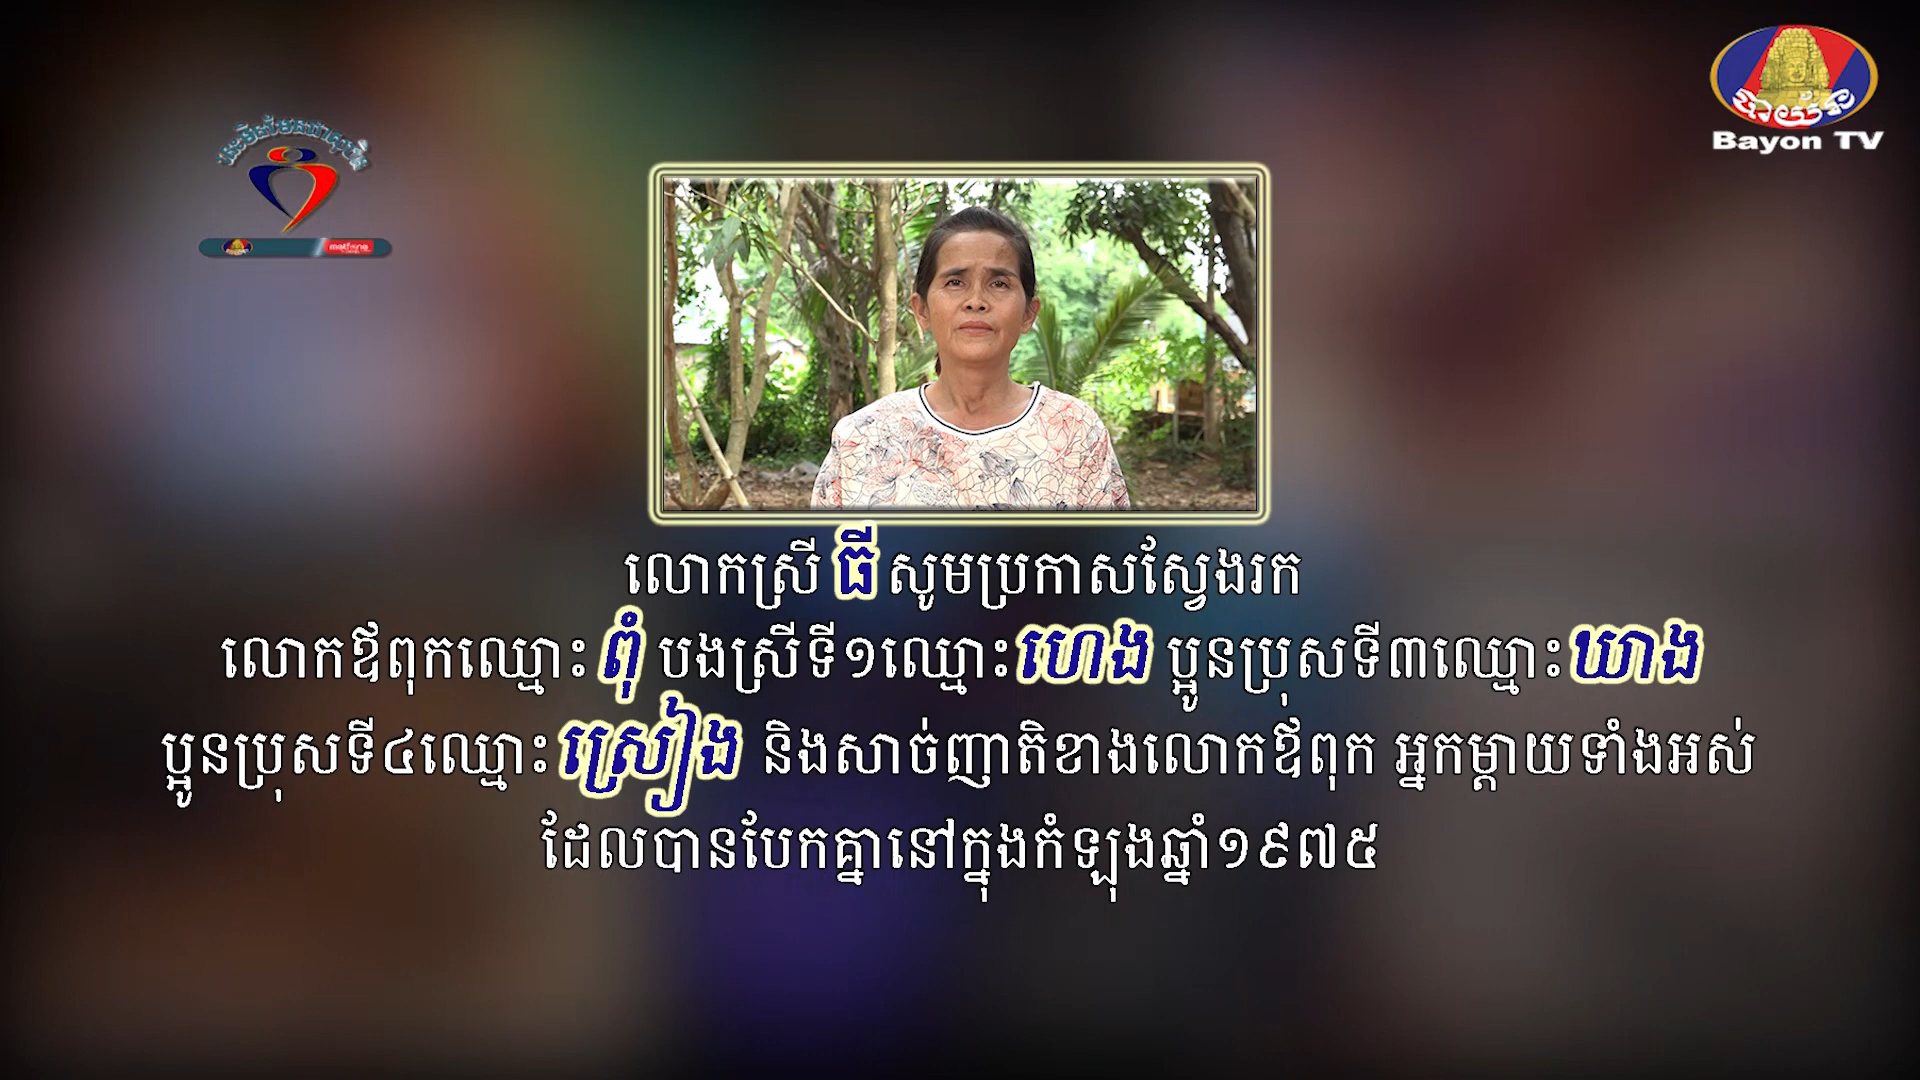 បាយ័ន
Bayon TV
លោកស្រី ធី សូមប្រកាសស្វែងរក
លោកឪពុកឈ្មោះ ពុំ បងស្រីទី១ឈ្មោះ ហេង ប្អូនប្រុសទី៣ឈ្មោះ ឃាង
ប្អូនប្រុសទី៤ឈ្មោះ ស្រៀង និងសាច់ញាតិខាងលោកឪពុក អ្នកម្តាយទាំងអស់
ដែលបានបែកគ្នានៅក្នុងកំឡុងឆ្នាំ១៩៧៥